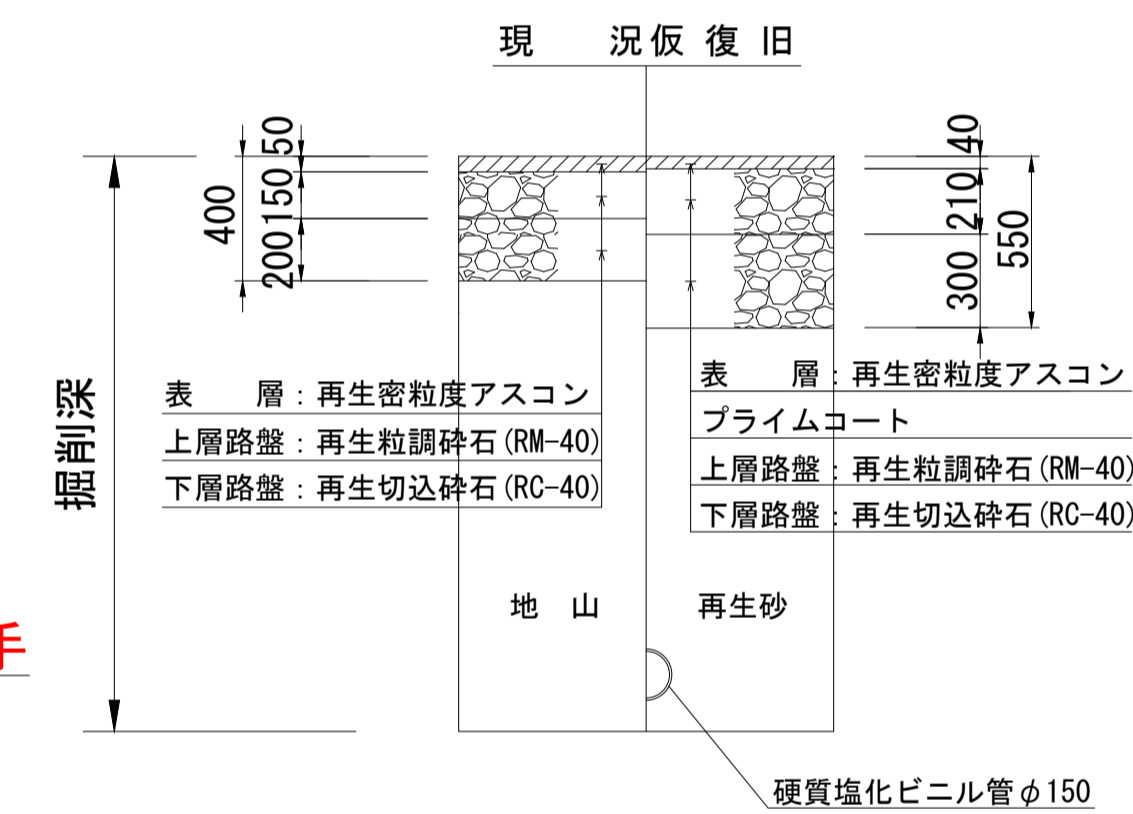 現 況 仮 復 旧
50
150
200
400
40
210
300
550
掘削深
表 層：再生密粒度アスコン
上層路盤：再生粒調砕石(RM-40)
下層路盤：再生切込砕石(RC-40)
表 層：再生密粒度アスコン
プライムコート
上層路盤：再生粒調砕石(RM-40)
下層路盤：再生切込砕石(RC-40)
地 山
再生砂
手
硬質塩化ビニル管φ150